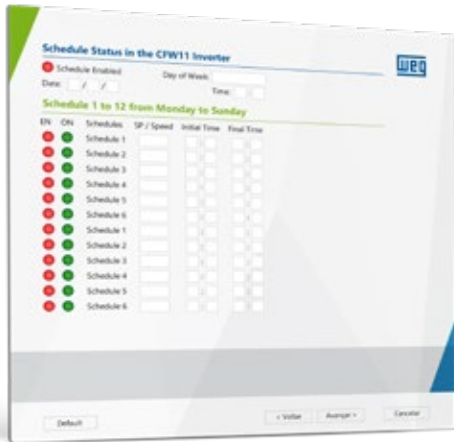 Schedule Status in the CFW11 Inverter
WEG
Schedule Enabled
Day of Week:
Date: / /
Time:
Schedule 1 to 12 from Monday to Sunday
EN ON Schedules SP / Speed Initial Time Final Time
Schedule 1
Schedule 2
Schedule 3
Schedule 4
Schedule 5
Schedule 6
Schedule 1
Schedule 2
Schedule 3
Schedule 4
Schedule 5
Schedule 6
Default
< Voltar
Avançar >
Cancelar